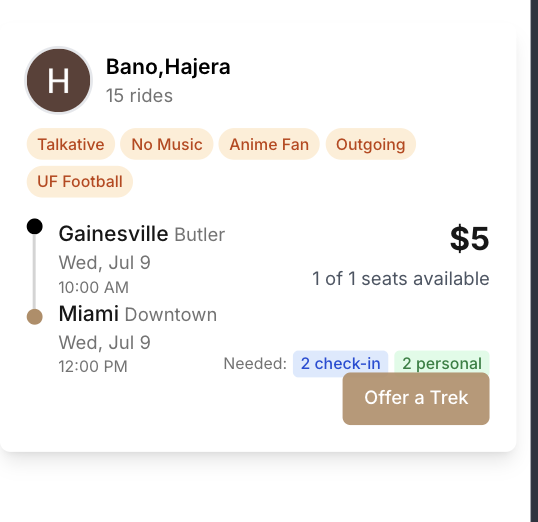 H
Bano,Hajera
15 rides
Talkative No Music Anime Fan Outgoing
UF Football
Gainesville Butler
$5
Wed, Jul 9
1 of 1 seats available
10:00 AM
Miami Downtown
Wed, Jul 9
12:00 PM
Needed: 2 check-in 2 personal
Offer a Trek